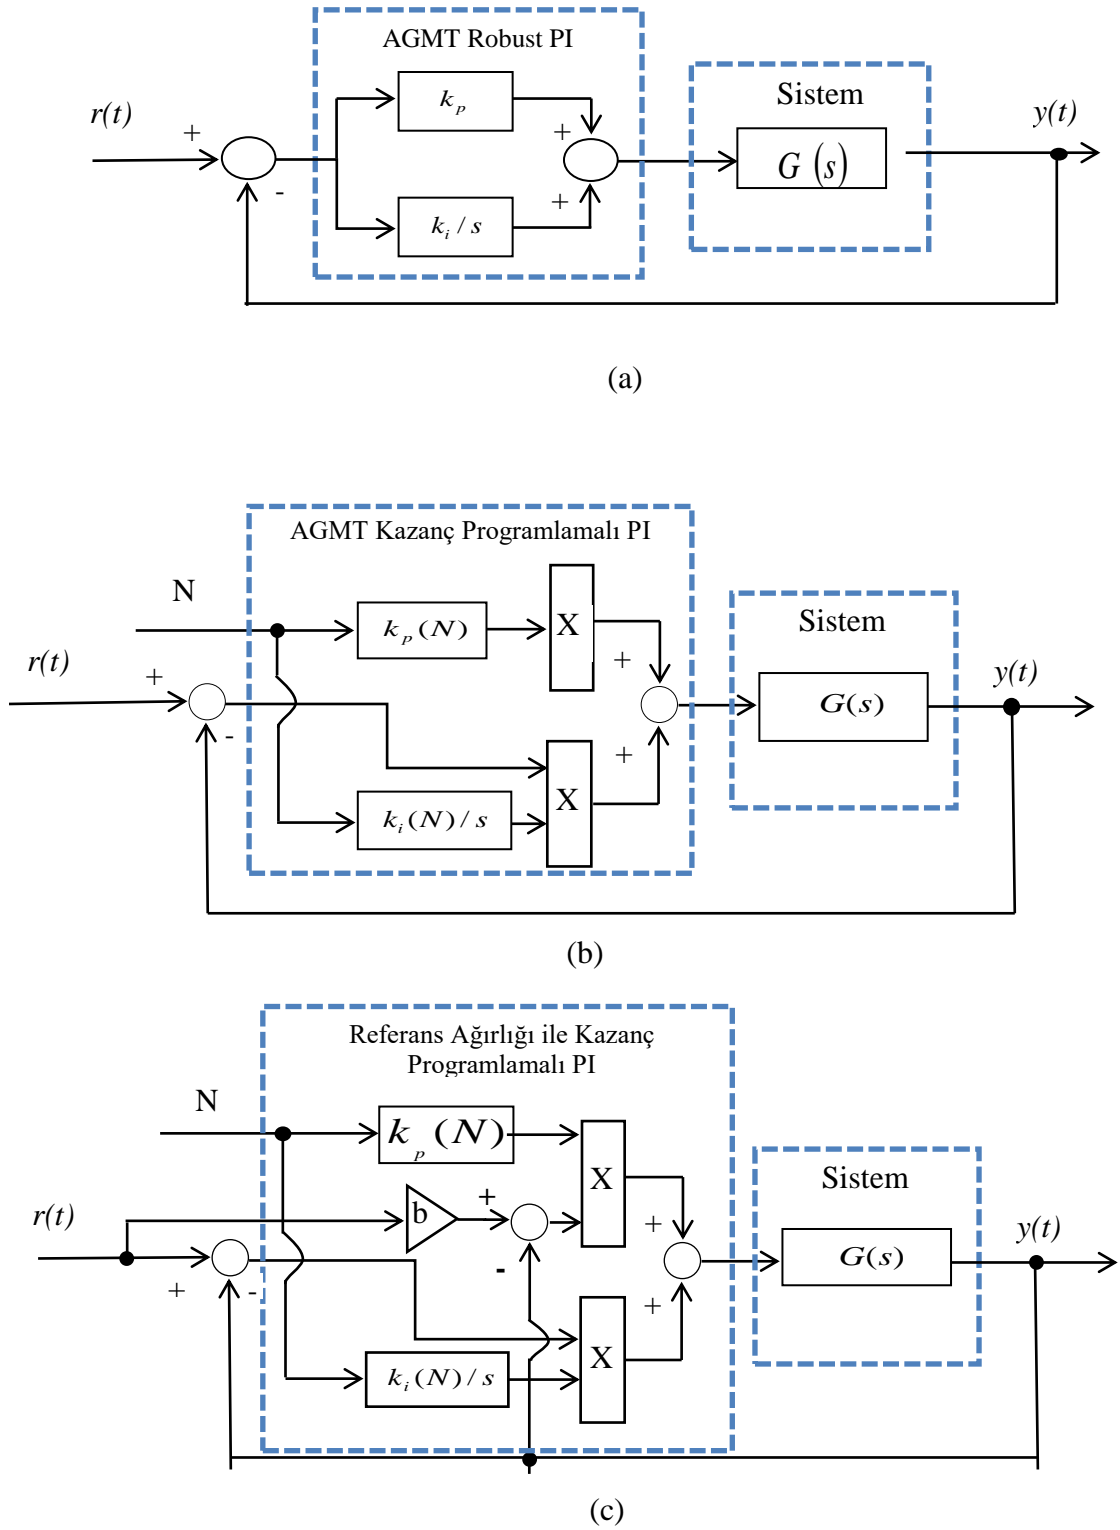 AGMT Robust PI
k_p
Sistem
r(t)
y(t)
+
+
G (s)
-
+
k_i / s
(a)
AGMT Kazanç Programlamalı PI
N
k_p (N)
X
Sistem
r(t)
+
+
y(t)
G(s)
-
+
k_i (N) / s
X
(b)
Referans Ağırlığı ile Kazanç
Programlamalı PI
N
k_p (N)
X
Sistem
r(t)
b
+
+
y(t)
G(s)
-
+
-
+
X
k_i (N) / s
(c)